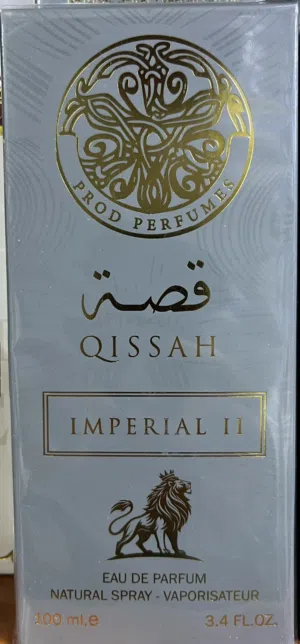 PROD PERFUMES
قصة
QISSAH
IMPERIAL II
EAU DE PARFUM
NATURAL SPRAY - VAPORISATEUR
100 ml.e 3.4 FL.OZ.